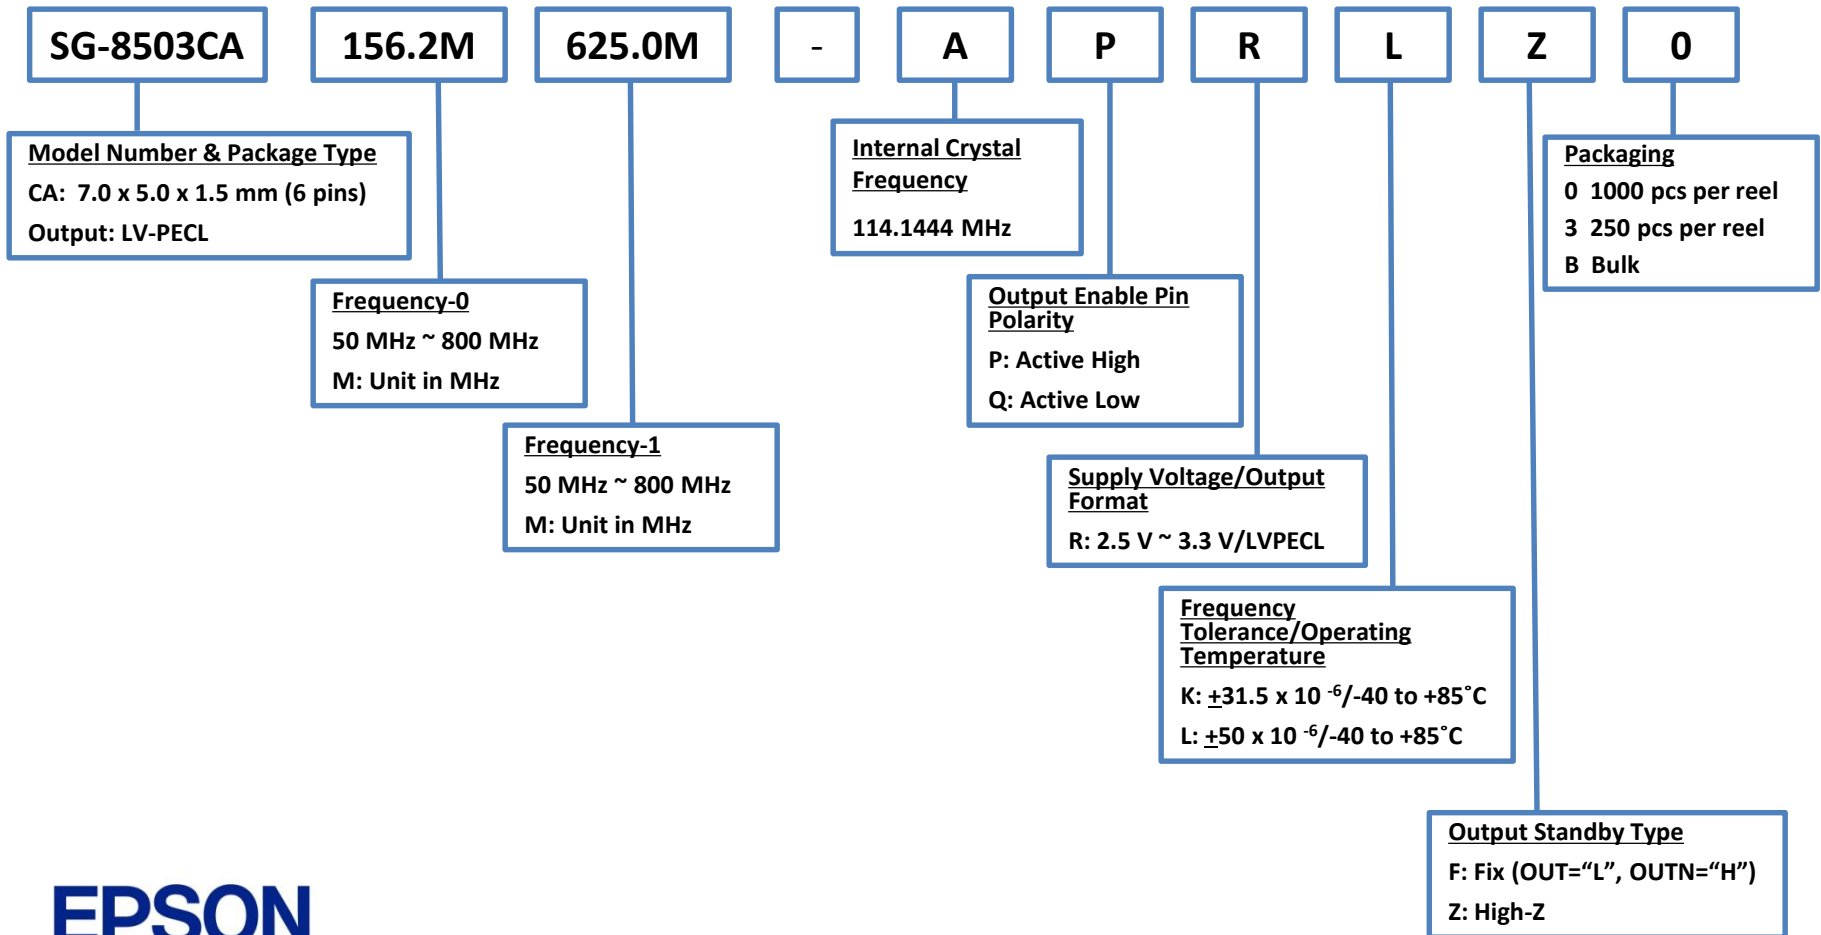 SG-8503CA 156.2M 625.0M - A P R L Z 0
Model Number & Package Type
CA: 7.0 x 5.0 x 1.5 mm (6 pins)
Output: LV-PECL
Frequency-0
50 MHz ~ 800 MHz
M: Unit in MHz
Frequency-1
50 MHz ~ 800 MHz
M: Unit in MHz
Internal Crystal
Frequency
114.1444 MHz
Output Enable Pin
Polarity
P: Active High
Q: Active Low
Supply Voltage/Output
Format
R: 2.5 V ~ 3.3 V/LVPECL
Frequency
Tolerance/Operating
Temperature
K: ±31.5 x 10 ⁻⁶/-40 to +85˚C
L: ±50 x 10 ⁻⁶/-40 to +85˚C
Output Standby Type
F: Fix (OUT=“L”, OUTN=“H”)
Z: High-Z
Packaging
0 1000 pcs per reel
3 250 pcs per reel
B Bulk
EPSON